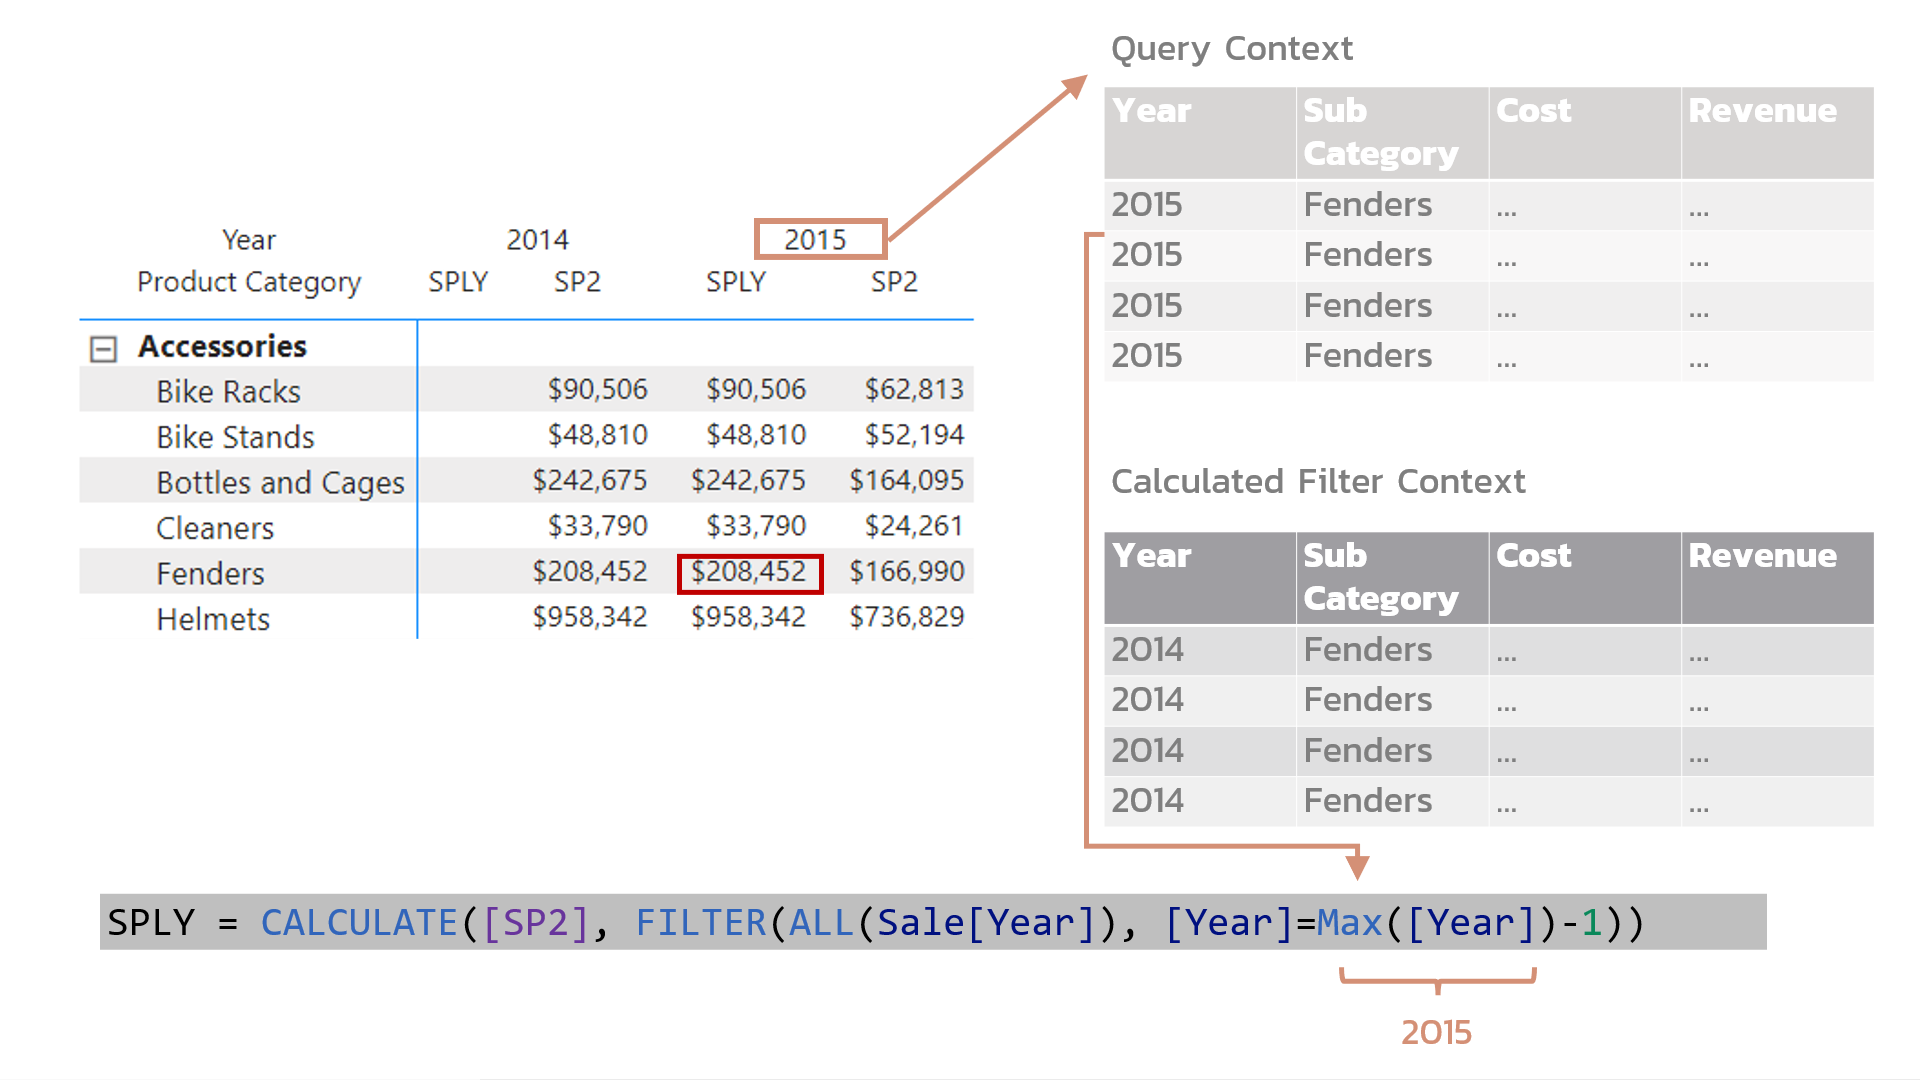 Query Context
Year Sub Category Cost Revenue
2015 Fenders ... ...
2015 Fenders ... ...
2015 Fenders ... ...
2015 Fenders ... ...
Year 2014 2015
Product Category SPLY SP2 SPLY SP2
Accessories
Bike Racks $90,506 $90,506 $62,813
Bike Stands $48,810 $48,810 $52,194
Bottles and Cages $242,675 $242,675 $164,095
Cleaners $33,790 $33,790 $24,261
Fenders $208,452 $208,452 $166,990
Helmets $958,342 $958,342 $736,829
Calculated Filter Context
Year Sub Category Cost Revenue
2014 Fenders ... ...
2014 Fenders ... ...
2014 Fenders ... ...
2014 Fenders ... ...
SPLY = CALCULATE([SP2], FILTER(ALL(Sale[Year]), [Year]=Max([Year])-1))
2015